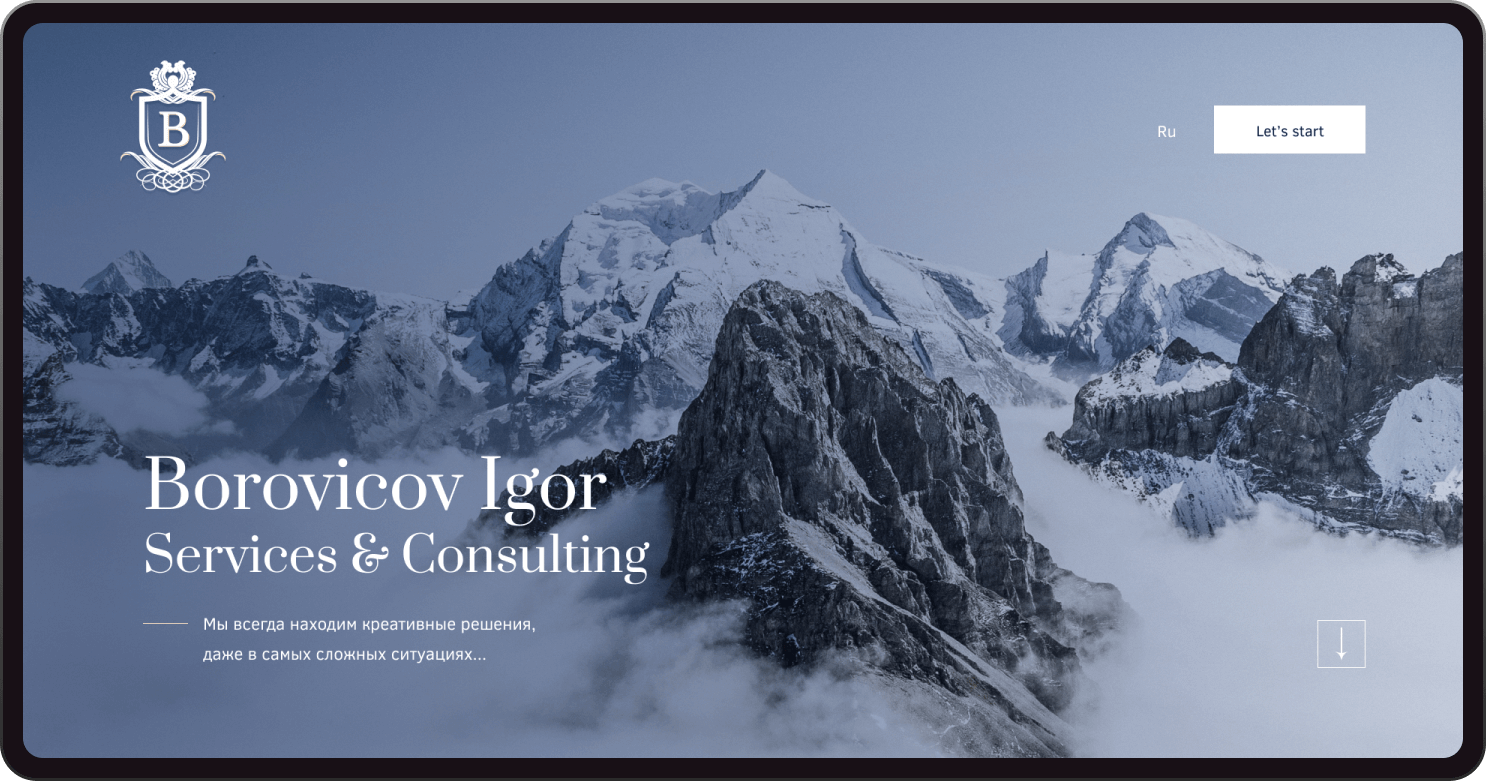 B
Ru
Let's start
Borovicov Igor
Services & Consulting
Мы всегда находим креативные решения,
даже в самых сложных ситуациях...